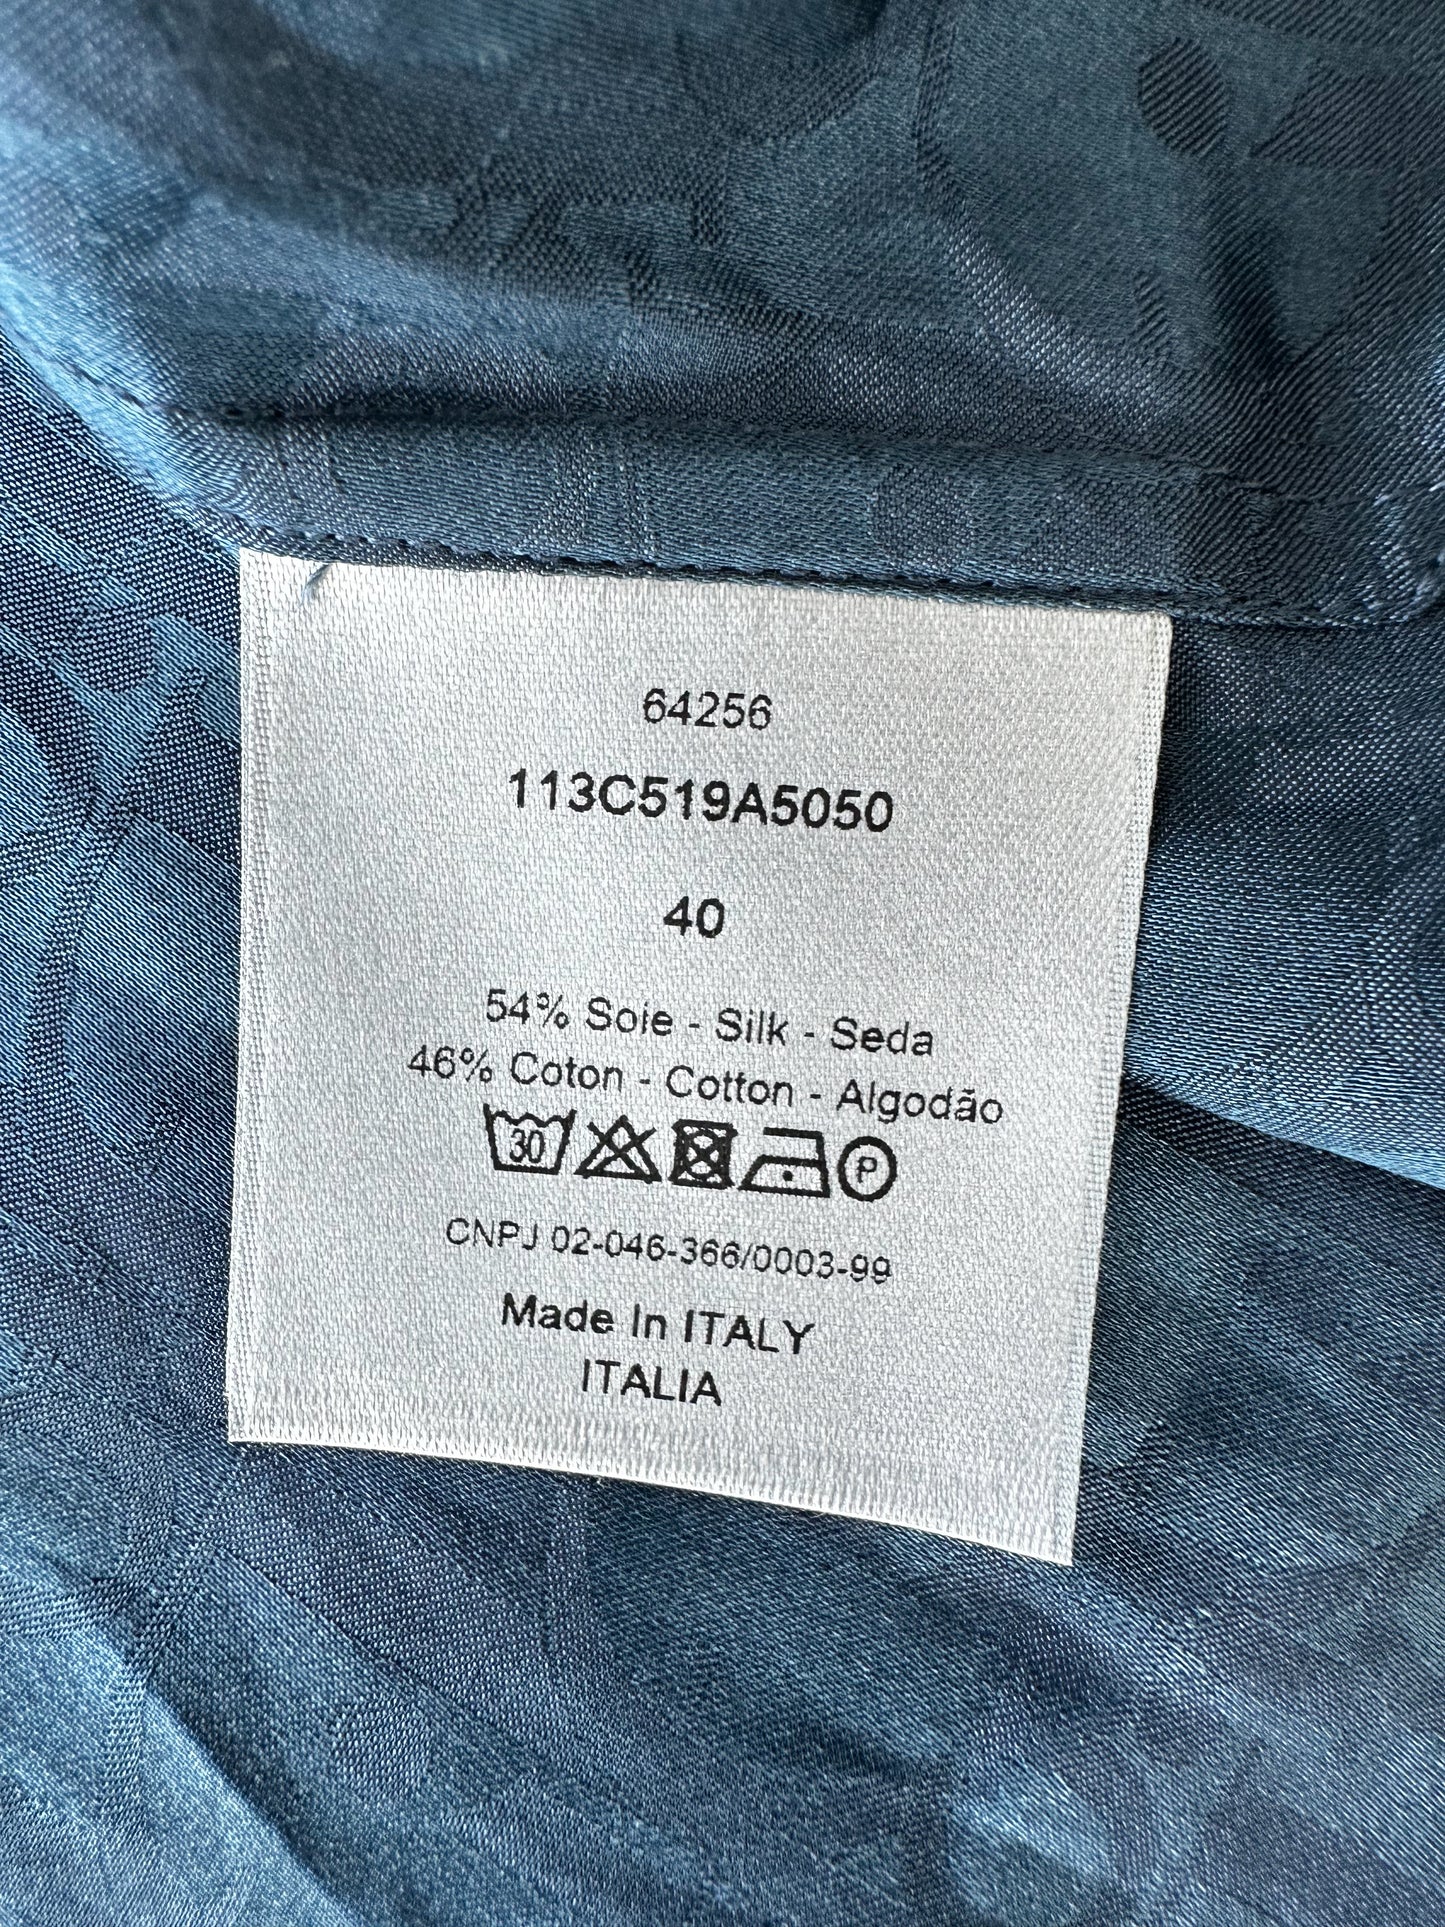 64256
113C519A5050
40
54% Soie - Silk - Seda
46% Coton - Cotton - Algodão
30 P
CNPJ 02-046-366/0003-99
Made In ITALY
ITALIA